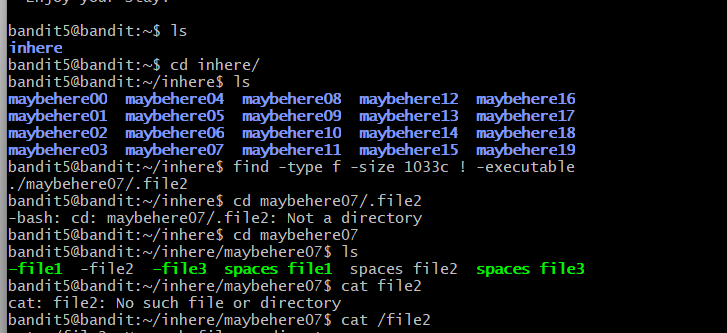 Enjoy your stay!
bandit5@bandit:~$ ls
inhere
bandit5@bandit:~$ cd inhere/
bandit5@bandit:~/inhere$ ls
maybehere00 maybehere04 maybehere08 maybehere12 maybehere16
maybehere01 maybehere05 maybehere09 maybehere13 maybehere17
maybehere02 maybehere06 maybehere10 maybehere14 maybehere18
maybehere03 maybehere07 maybehere11 maybehere15 maybehere19
bandit5@bandit:~/inhere$ find -type f -size 1033c ! -executable
./maybehere07/.file2
bandit5@bandit:~/inhere$ cd maybehere07/.file2
-bash: cd: maybehere07/.file2: Not a directory
bandit5@bandit:~/inhere$ cd maybehere07
bandit5@bandit:~/inhere/maybehere07$ ls
-file1 -file2 -file3 spaces file1 spaces file2 spaces file3
bandit5@bandit:~/inhere/maybehere07$ cat file2
cat: file2: No such file or directory
bandit5@bandit:~/inhere/maybehere07$ cat /file2